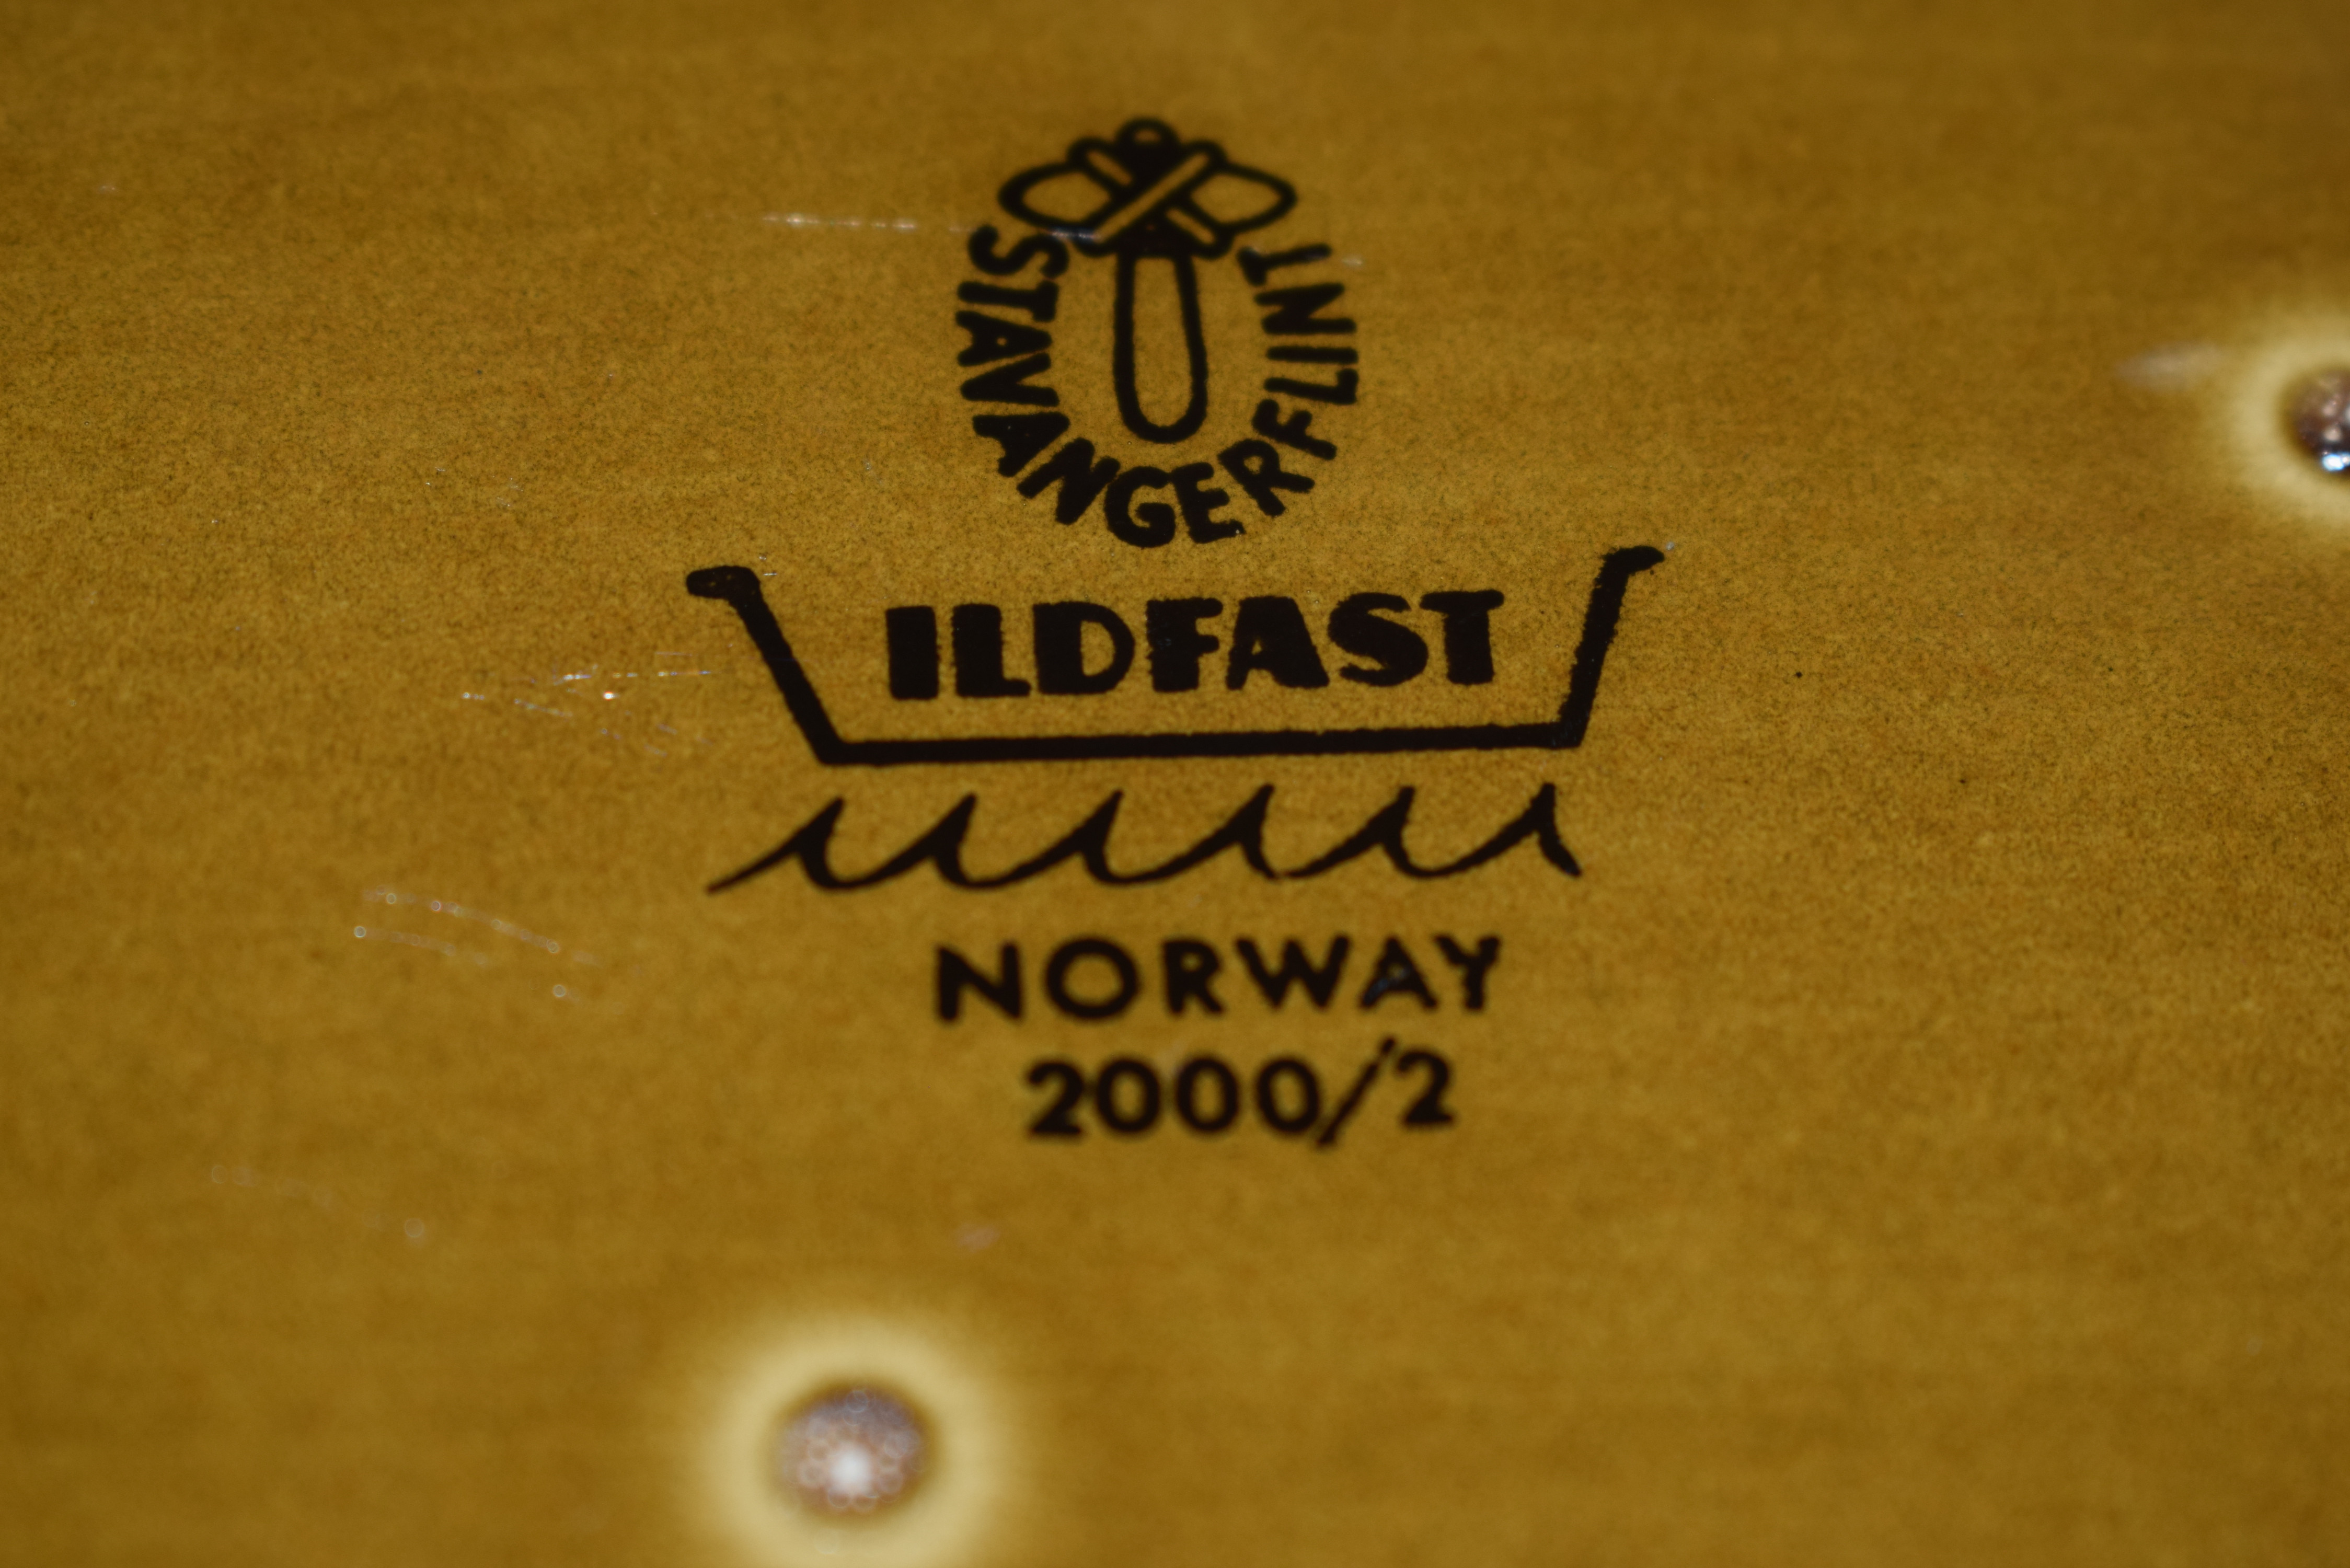 STAVANGERFLINT
ILDFAST
NORWAY
2000/2